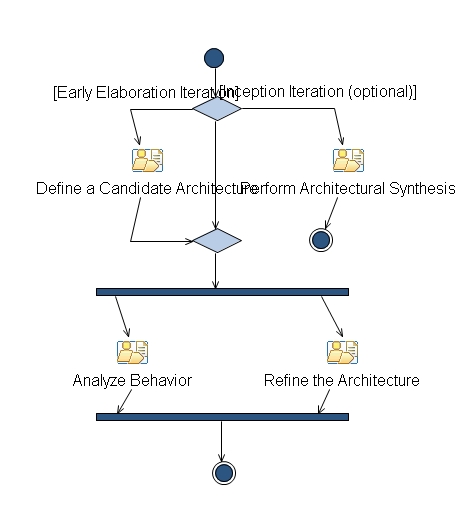 [Early Elaboration Iteration]
[Inception Iteration (optional)]
Define a Candidate Architecture
Perform Architectural Synthesis
Analyze Behavior
Refine the Architecture